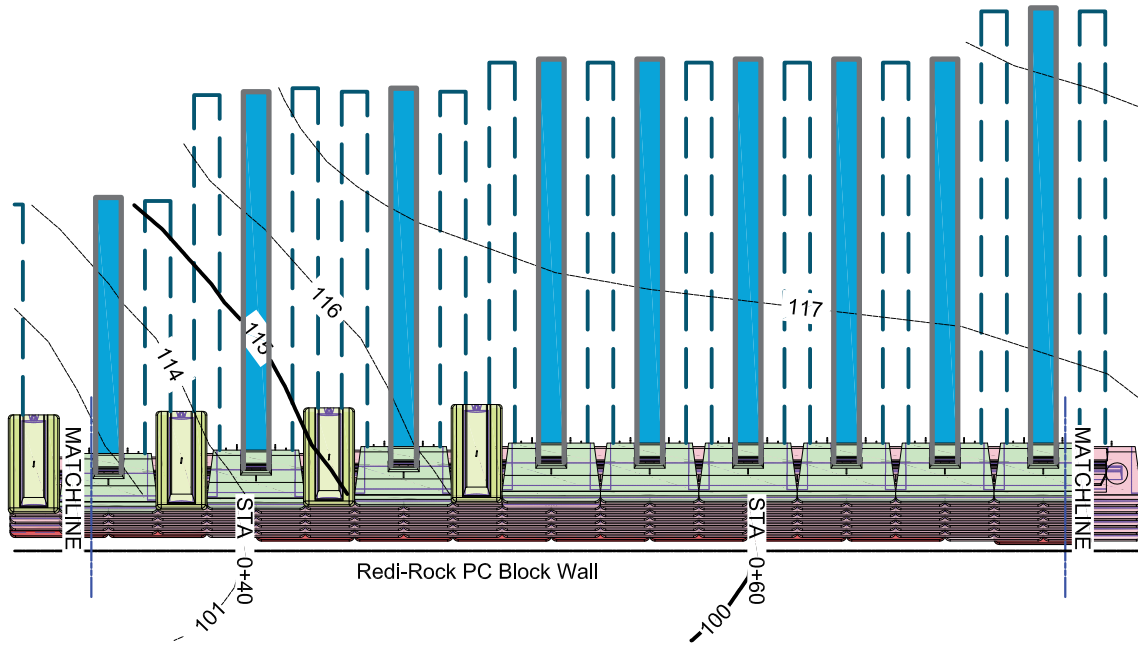 116
117
115
114
MATCHLINE
MATCHLINE
STA 0+40
STA 0+60
Redi-Rock PC Block Wall
101
100